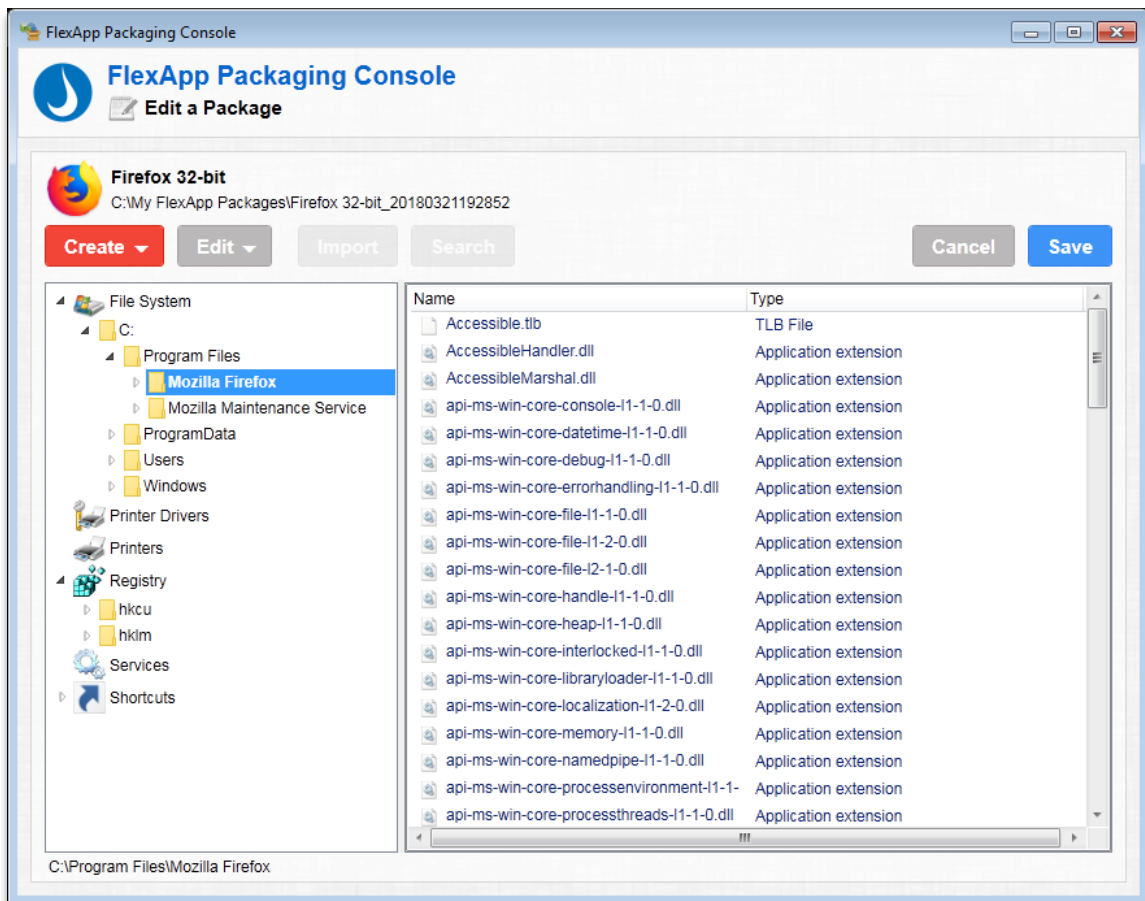 FlexApp Packaging Console
FlexApp Packaging Console
Edit a Package
Firefox 32-bit
C:\My FlexApp Packages\Firefox 32-bit_20180321192852
Create Edit Import Search Cancel Save
File System
C:
Program Files
Mozilla Firefox
Mozilla Maintenance Service
ProgramData
Users
Windows
Printer Drivers
Printers
Registry
hkcu
hklm
Services
Shortcuts
Name Type
Accessible.tlb TLB File
AccessibleHandler.dll Application extension
AccessibleMarshal.dll Application extension
api-ms-win-core-console-l1-1-0.dll Application extension
api-ms-win-core-datetime-l1-1-0.dll Application extension
api-ms-win-core-debug-l1-1-0.dll Application extension
api-ms-win-core-errorhandling-l1-1-0.dll Application extension
api-ms-win-core-file-l1-1-0.dll Application extension
api-ms-win-core-file-l1-2-0.dll Application extension
api-ms-win-core-file-l2-1-0.dll Application extension
api-ms-win-core-handle-l1-1-0.dll Application extension
api-ms-win-core-heap-l1-1-0.dll Application extension
api-ms-win-core-interlocked-l1-1-0.dll Application extension
api-ms-win-core-libraryloader-l1-1-0.dll Application extension
api-ms-win-core-localization-l1-2-0.dll Application extension
api-ms-win-core-memory-l1-1-0.dll Application extension
api-ms-win-core-namedpipe-l1-1-0.dll Application extension
api-ms-win-core-processenvironment-l1-1- Application extension
api-ms-win-core-processthreads-l1-1-0.dll Application extension
C:\Program Files\Mozilla Firefox